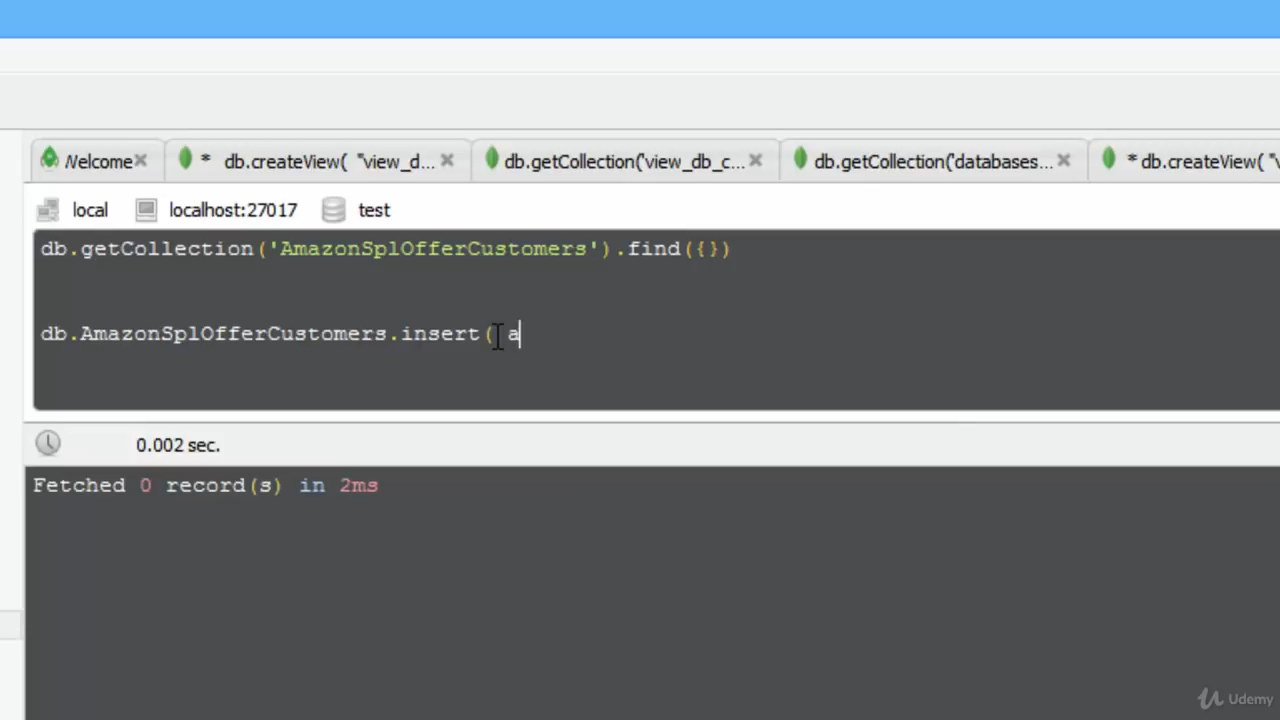 Welcome
* db.createView( "view_d...
db.getCollection('view_db_c...
db.getCollection('databases...
* db.createView( "v
local localhost:27017 test
db.getCollection('AmazonSplOfferCustomers').find({})
db.AmazonSplOfferCustomers.insert( a
0.002 sec.
Fetched 0 record(s) in 2ms
Udemy